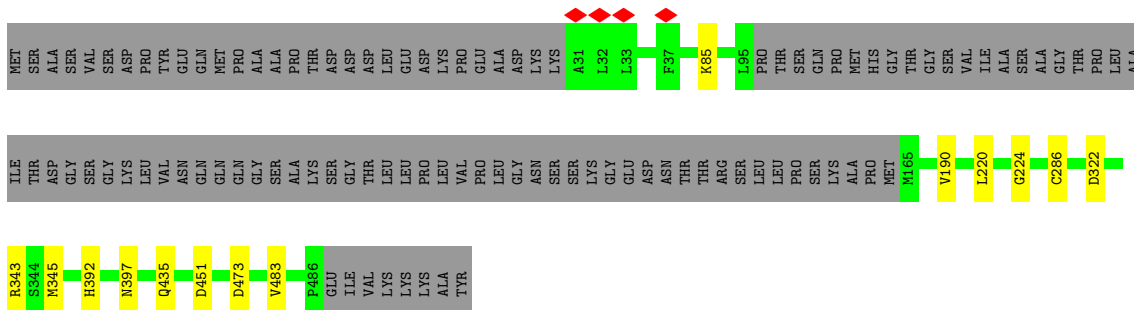 MET SER ALA SER VAL SER ASP PRO TYR GLU GLN MET PRO ALA ALA PRO THR ASP ASP ASP LEU GLU ASP LYS PRO GLU ALA ASP LYS LYS A31 L32 L33 F37 K85 L95 PRO THR SER GLN PRO MET HIS GLY THR GLY SER VAL ILE ALA SER ALA GLY THR PRO LEU ALA
ILE THR ASP GLY SER GLY LYS LEU VAL ASN GLN GLN GLN GLY SER ALA LYS SER GLY THR LEU LEU PRO LEU VAL PRO LEU GLY ASN SER SER LYS GLY GLU ASP ASN THR THR ARG SER LEU LEU PRO SER LYS ALA PRO MET M165 V190 L220 G224 C286 D322
R343 S344 M345 H392 N397 Q435 D451 D473 V483 P486 GLU ILE VAL LYS LYS LYS ALA TYR